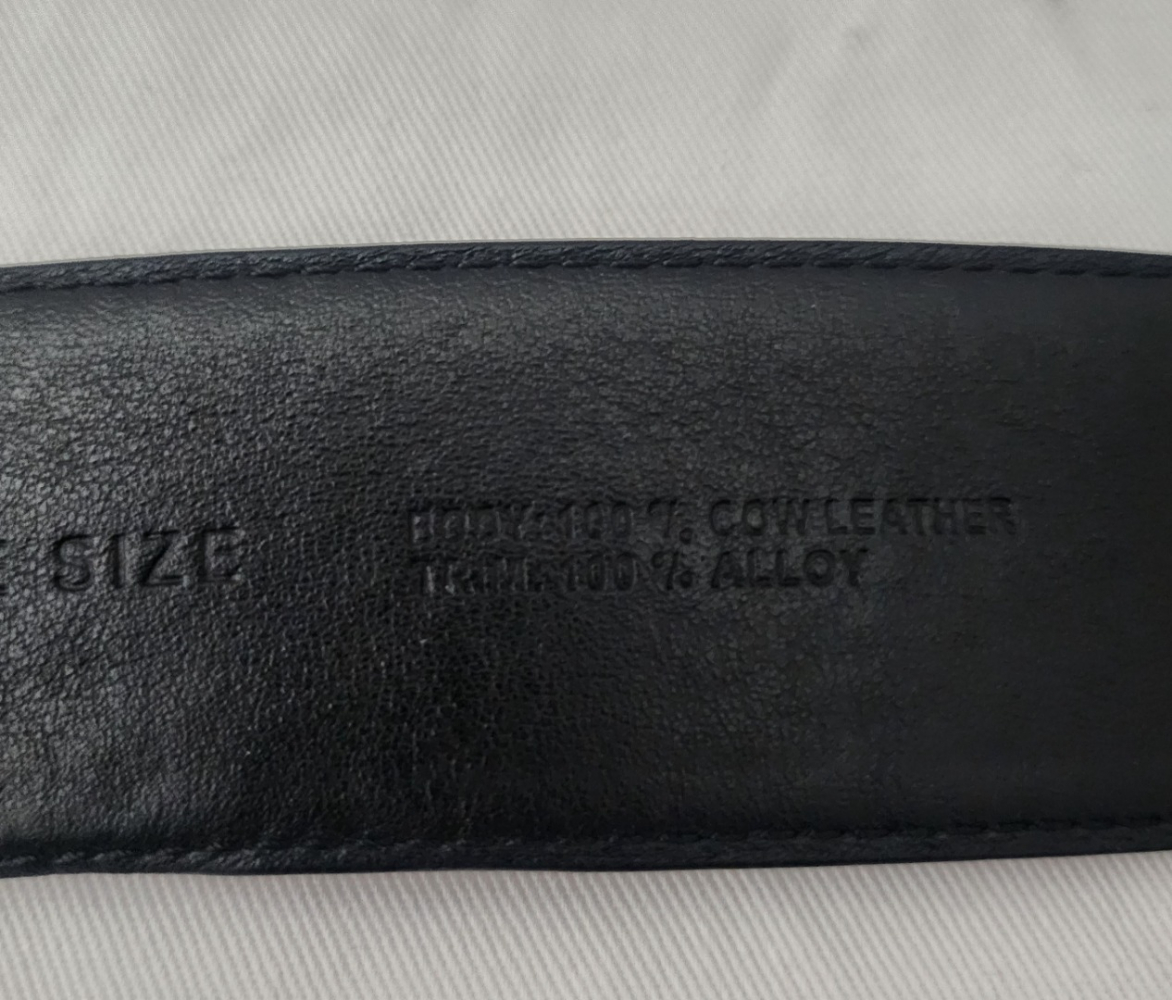 SIZE
BODY: 100 % COW LEATHER
TRIM: 100 % ALLOY